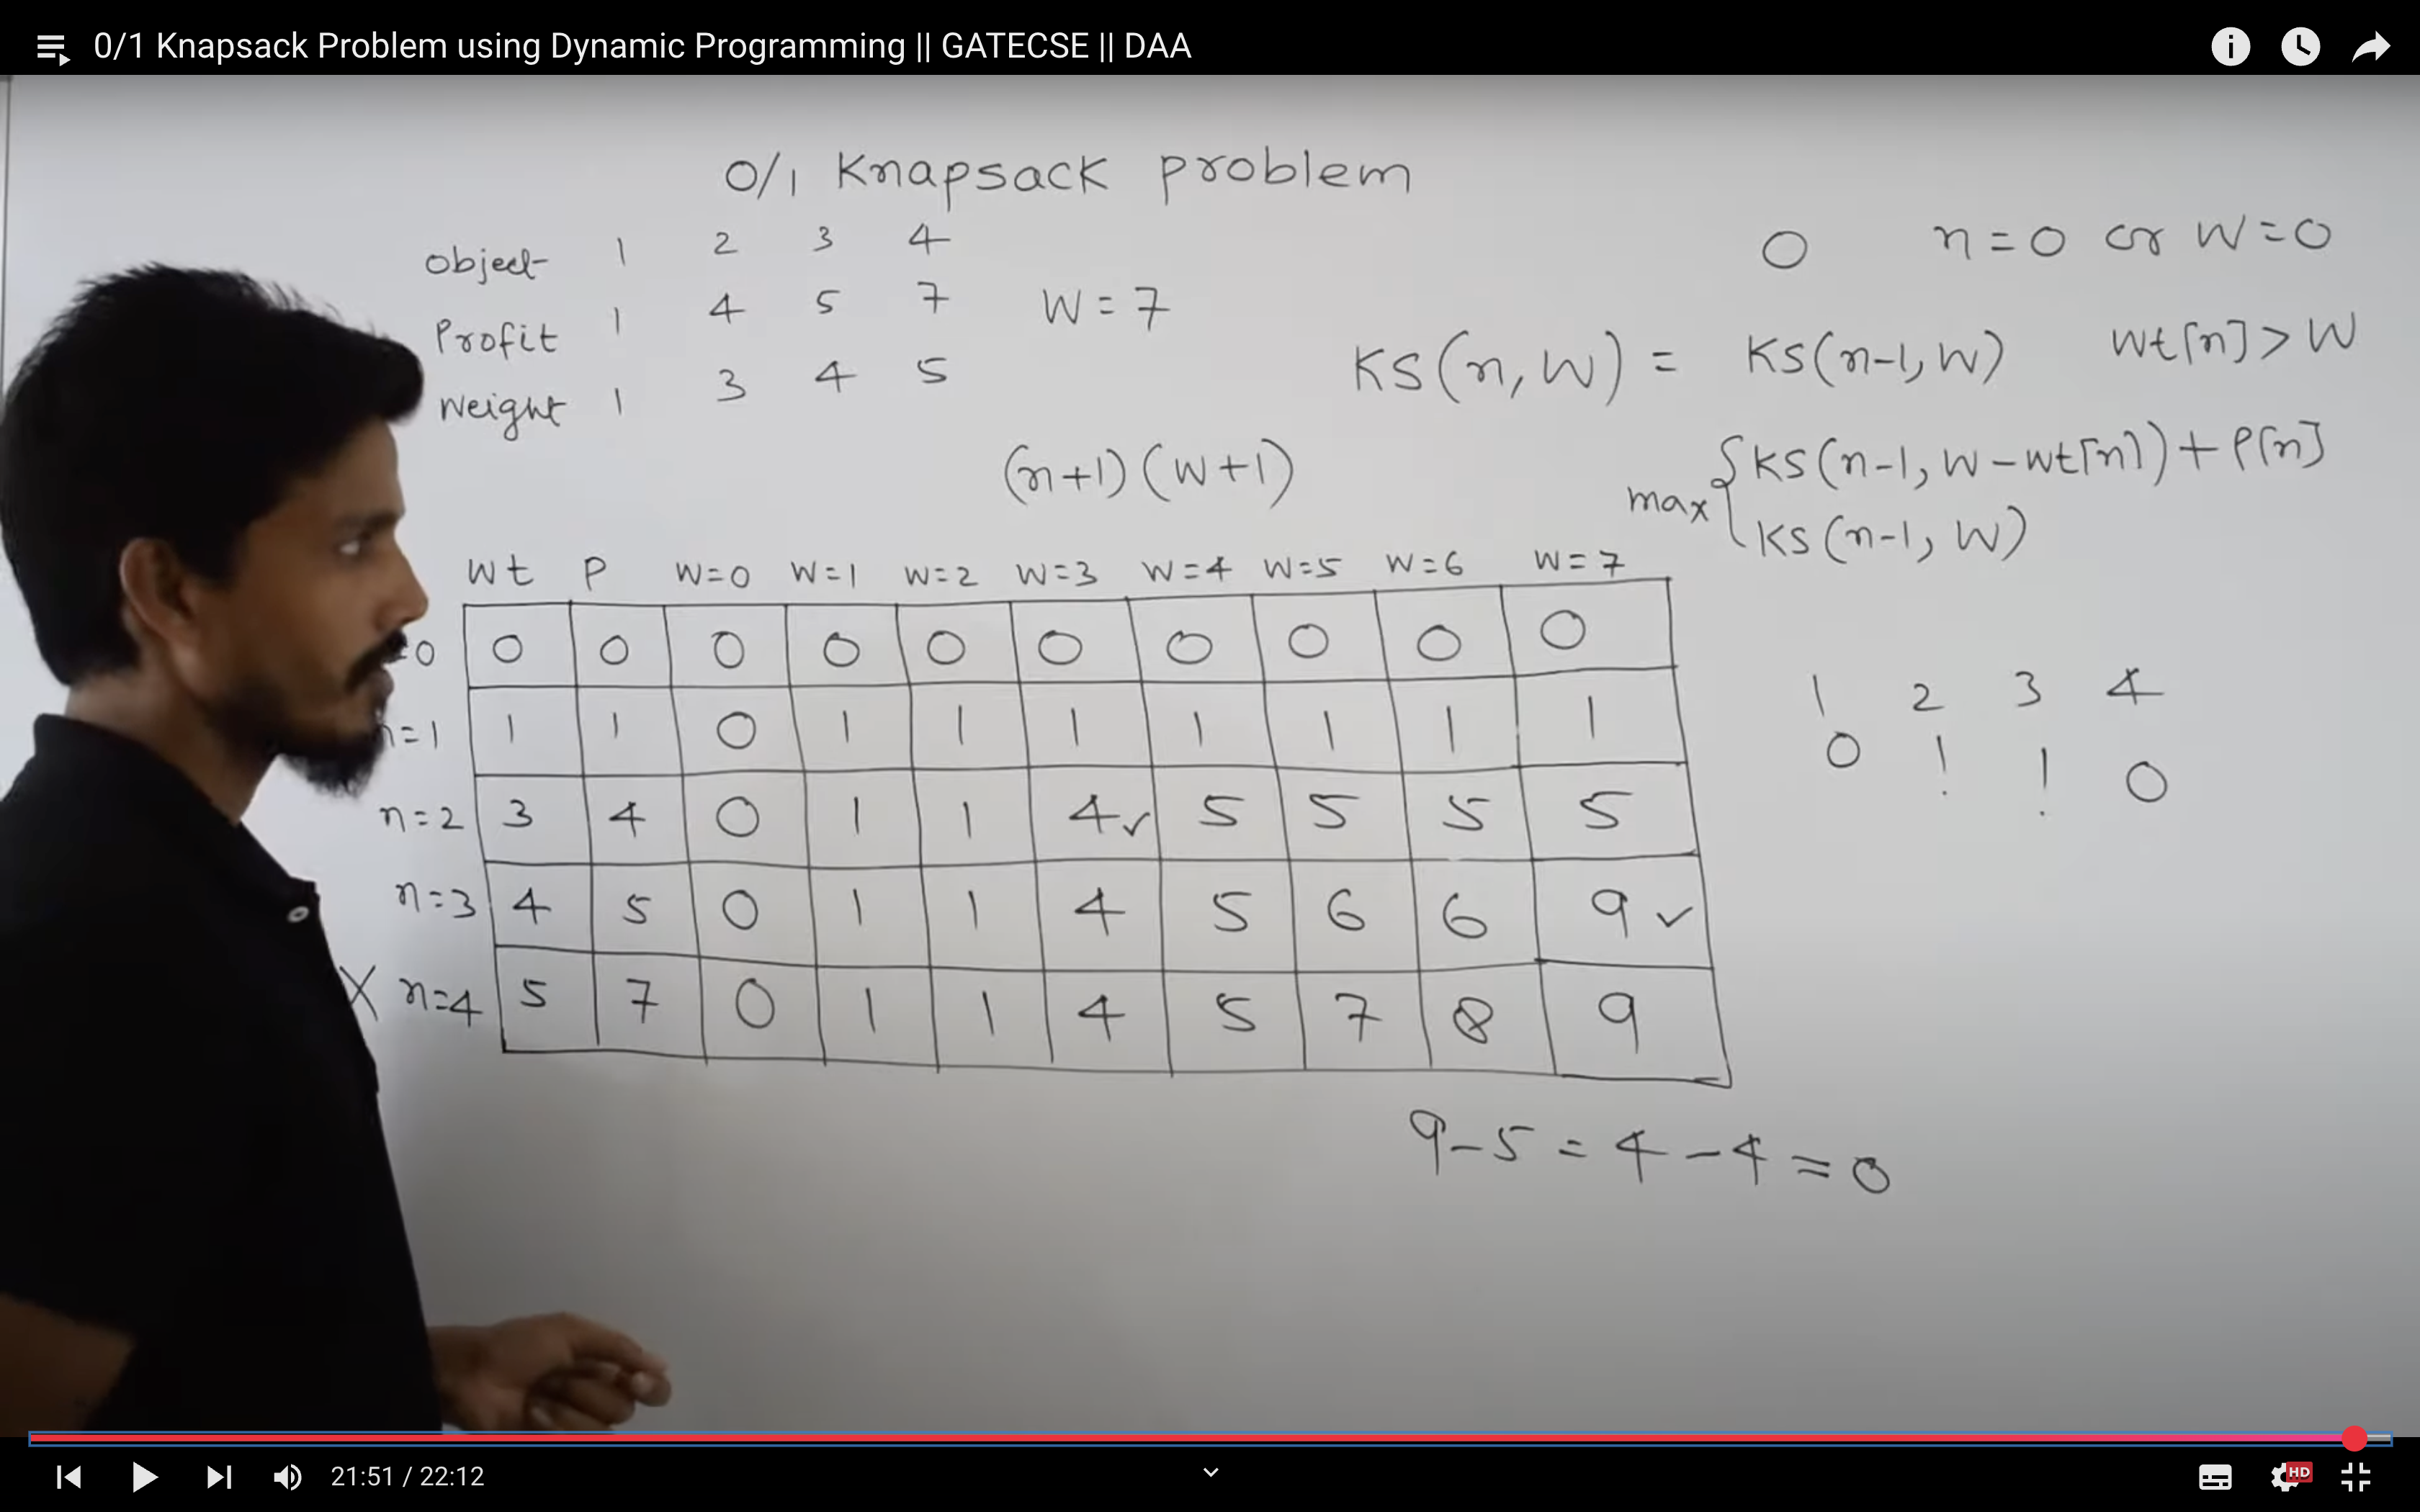 0/1 Knapsack Problem using Dynamic Programming || GATECSE || DAA
0/1 Knapsack problem
Object 1 2 3 4
Profit 1 4 5 7 W = 7
Weight 1 3 4 5
0 n=0 or W=0
KS(n, W) = KS(n-1, W) Wt[n] > W
max { KS(n-1, W-wt[n]) + P[n]
KS(n-1, W)
(n+1) (W+1)
Wt P W=0 W=1 W=2 W=3 W=4 W=5 W=6 W=7
=0 0 0 0 0 0 0 0 0 0 0
n=1 1 1 0 1 1 1 1 1 1 1
n=2 3 4 0 1 1 4✓ 5 5 5 5
n=3 4 5 0 1 1 4 5 6 6 9 ✓
X n=4 5 7 0 1 1 4 5 7 8 9
1 2 3 4
0 1 1 0
9-5 = 4-4 = 0
21:51 / 22:12
HD